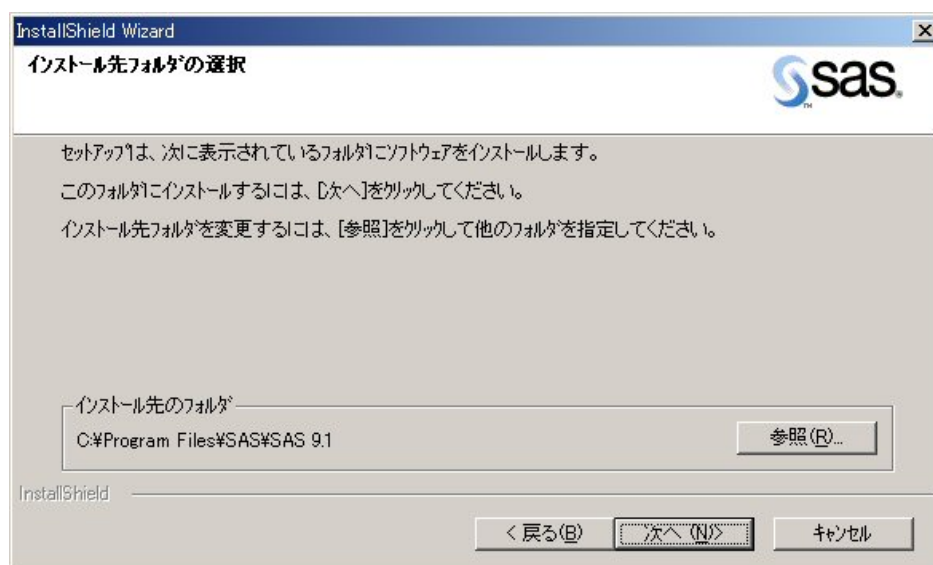 InstallShield Wizard
インストール先フォルダの選択
sas
TM
セットアップは、次に表示されているフォルダにソフトウェアをインストールします。
このフォルダにインストールするには、[次へ]をクリックしてください。
インストール先フォルダを変更するには、[参照]をクリックして他のフォルダを指定してください。
インストール先のフォルダ
C:¥Program Files¥SAS¥SAS 9.1
参照(R)...
InstallShield
< 戻る(B)
次へ (N)>
キャンセル